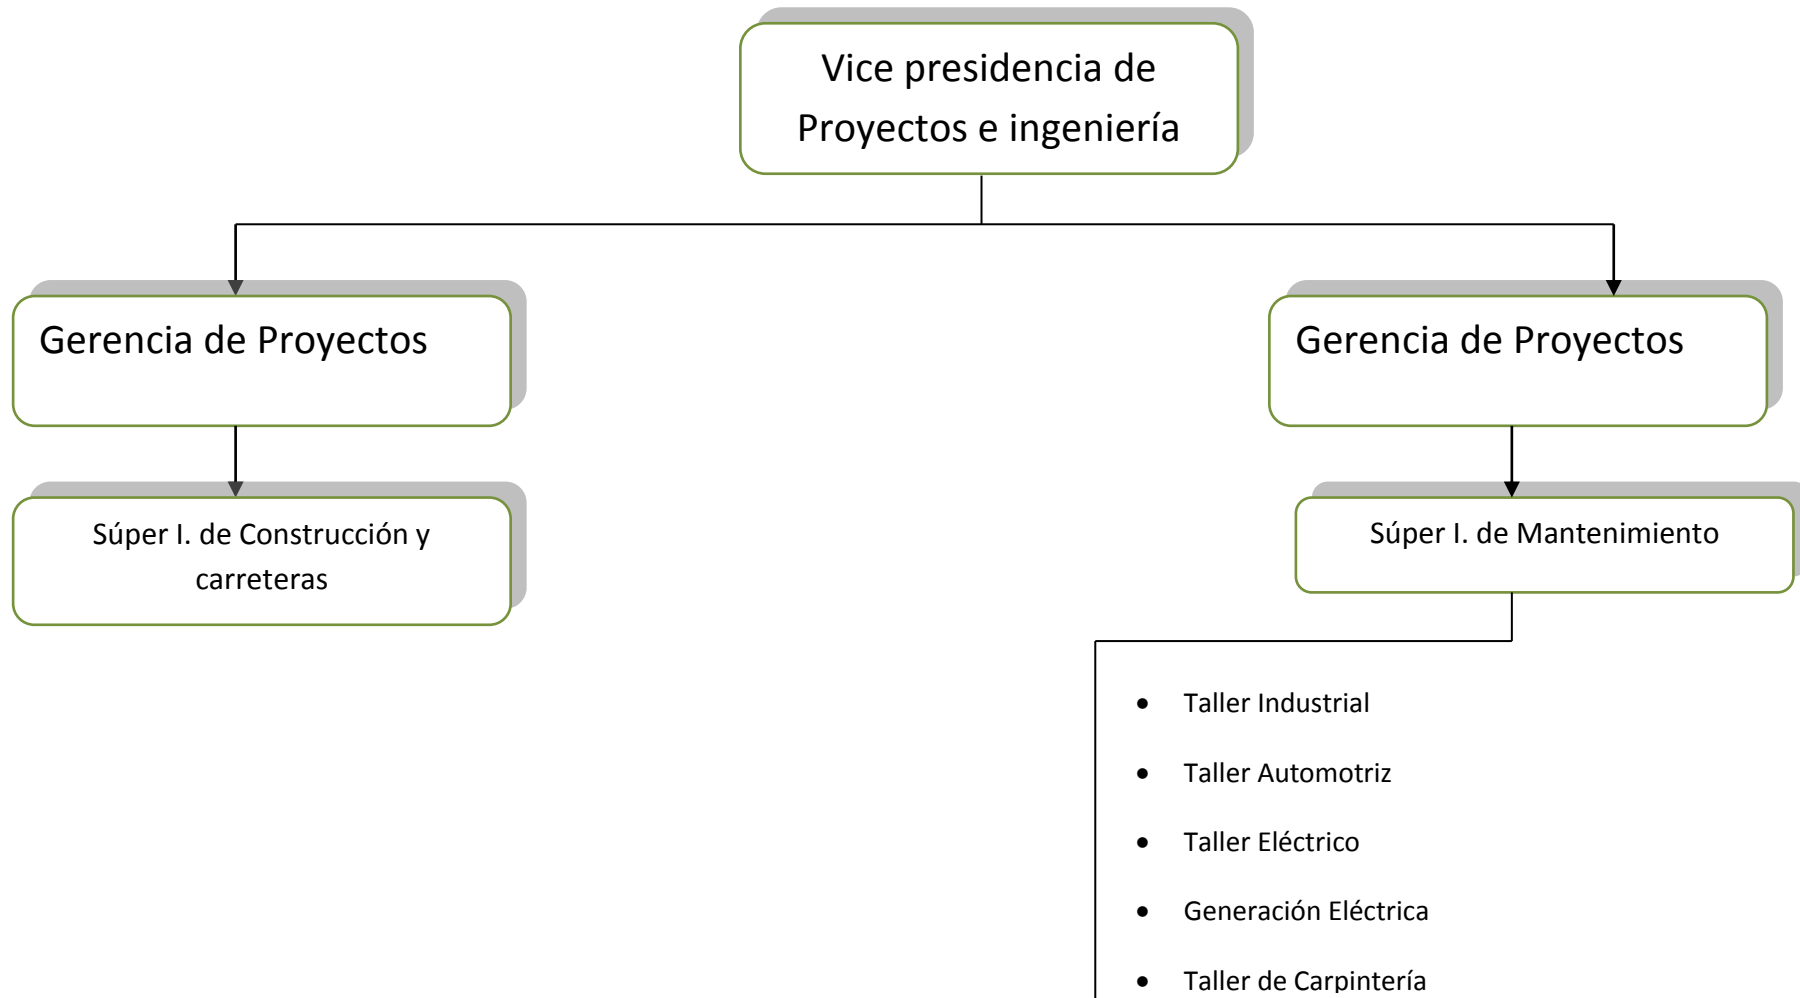 Vice presidencia de
Proyectos e ingeniería
Gerencia de Proyectos
Gerencia de Proyectos
Súper I. de Construcción y
carreteras
Súper I. de Mantenimiento
• Taller Industrial
• Taller Automotriz
• Taller Eléctrico
• Generación Eléctrica
• Taller de Carpintería